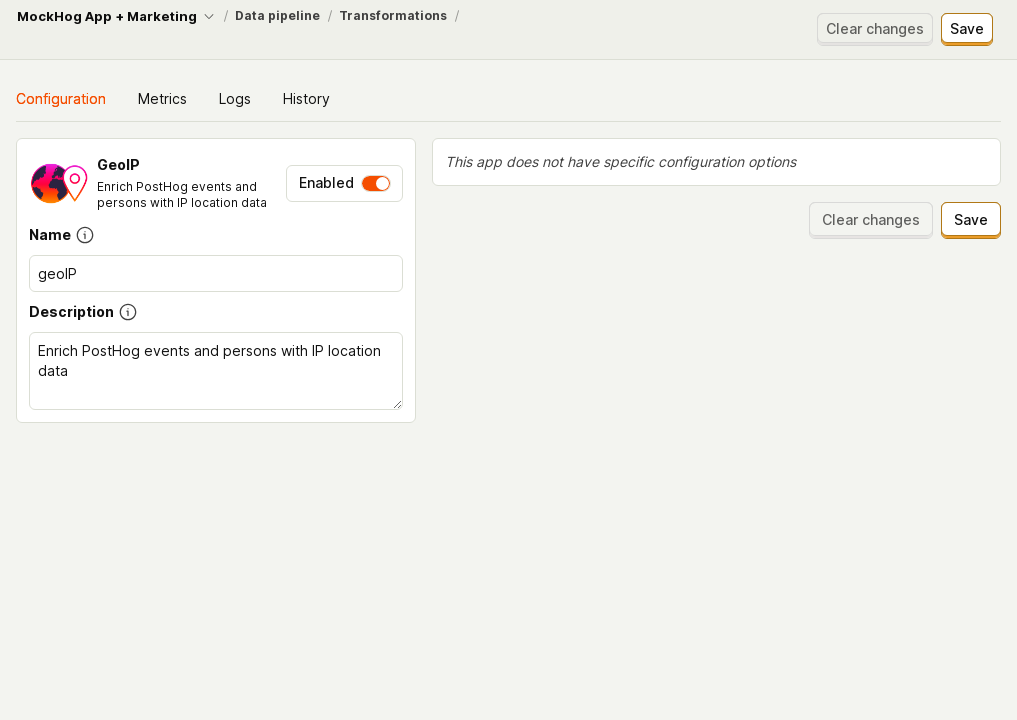 MockHog App + Marketing / Data pipeline / Transformations /
Clear changes Save
Configuration Metrics Logs History
GeoIP
Enrich PostHog events and
persons with IP location data
Enabled
Name
geoIP
Description
Enrich PostHog events and persons with IP location
data
This app does not have specific configuration options
Clear changes Save